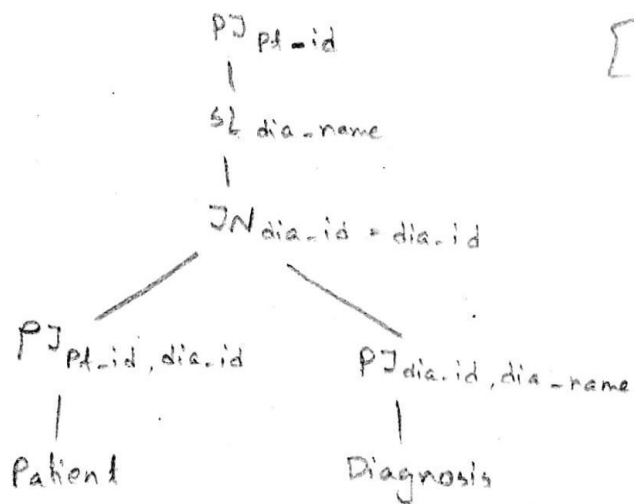 PJ pt-id
SL dia-name
JN dia-id = dia-id
PJ pt-id, dia-id PJ dia-id, dia-name
Patient Diagnosis